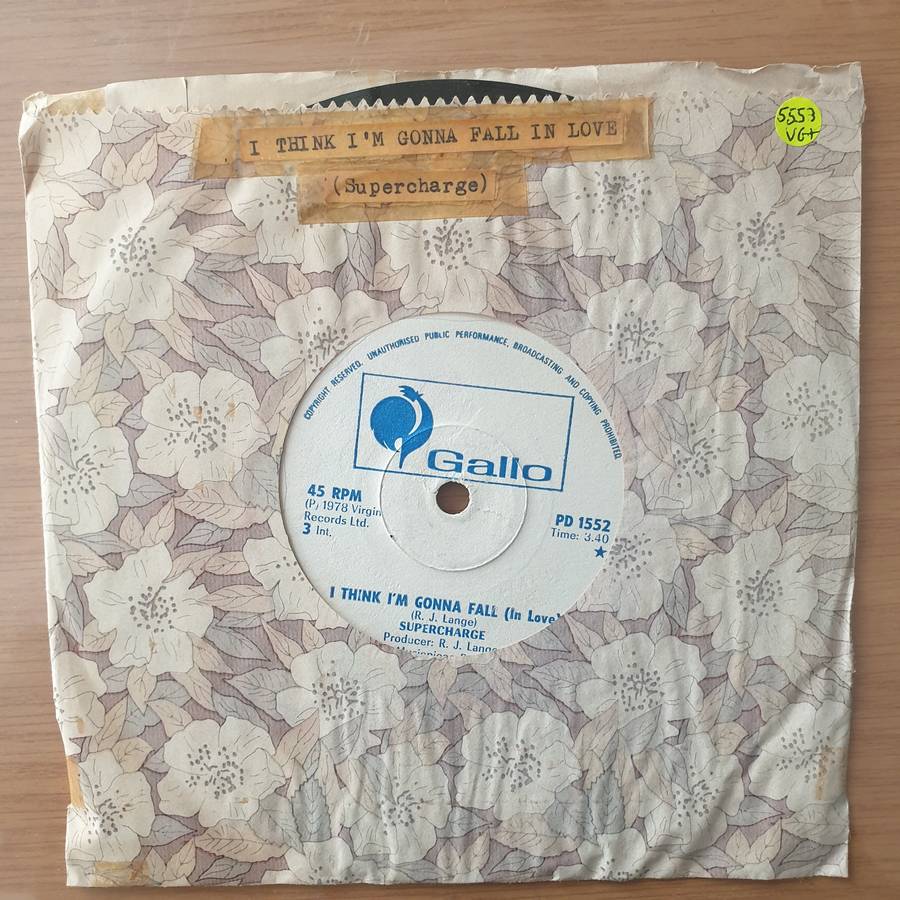 I THINK I'M GONNA FALL IN LOVE
(Supercharge)
5553
VG+
COPYRIGHT RESERVED. UNAUTHORISED PUBLIC PERFORMANCE, BROADCASTING AND COPYING PROHIBITED
Gallo
45 RPM
(P) 1978 Virgin
Records Ltd.
3 Int.
PD 1552
Time: 3.40
I THINK I'M GONNA FALL (In Love)
(R. J. Lange)
SUPERCHARGE
Producer: R. J. Lange